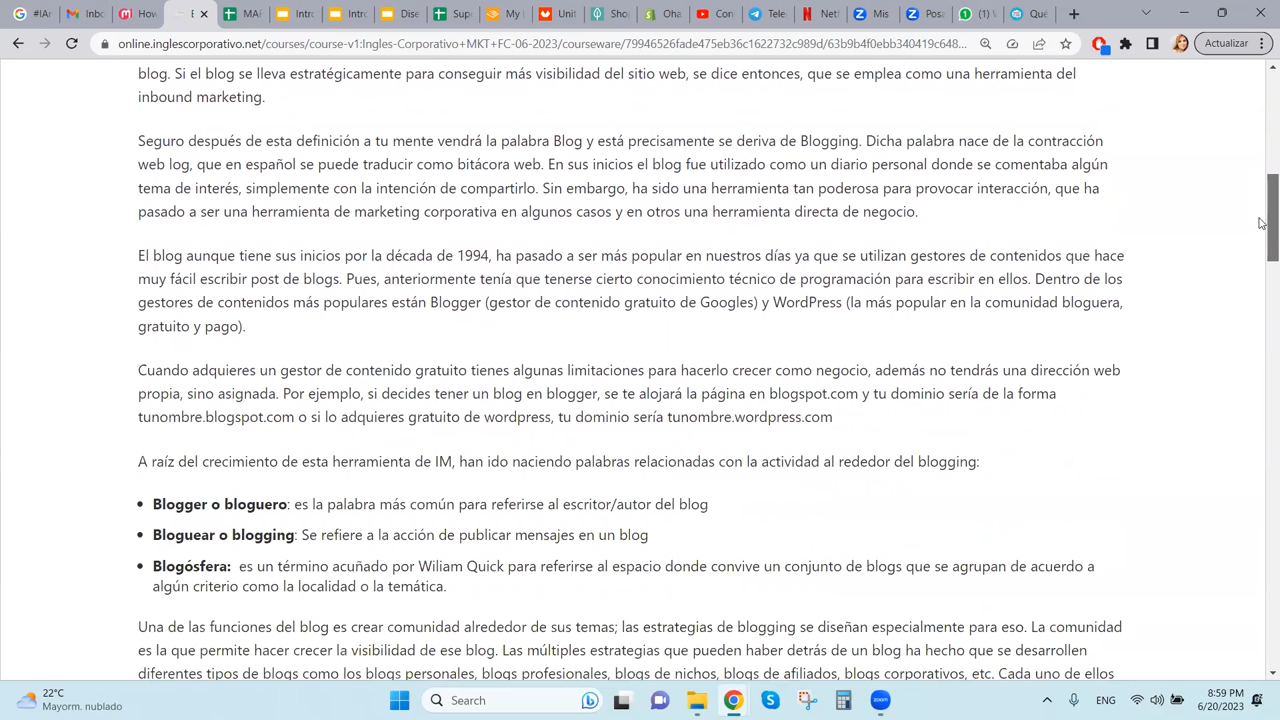 #IAn
Inbo
How
E
MAR
Intro
Intro
Dise
Supe
My l
Unit
Shop
Oha
Con
Tele
Netf
Mis
Posa
(1) V
Que
online.inglescorporativo.net/courses/course-v1:Ingles-Corporativo+MKT+FC-06-2023/courseware/79946526fade475eb36c1622732c989d/63b9b4f0ebb340419c648...
Actualizar
blog. Si el blog se lleva estratégicamente para conseguir más visibilidad del sitio web, se dice entonces, que se emplea como una herramienta del
inbound marketing.
Seguro después de esta definición a tu mente vendrá la palabra Blog y está precisamente se deriva de Blogging. Dicha palabra nace de la contracción
web log, que en español se puede traducir como bitácora web. En sus inicios el blog fue utilizado como un diario personal donde se comentaba algún
tema de interés, simplemente con la intención de compartirlo. Sin embargo, ha sido una herramienta tan poderosa para provocar interacción, que ha
pasado a ser una herramienta de marketing corporativa en algunos casos y en otros una herramienta directa de negocio.
El blog aunque tiene sus inicios por la década de 1994, ha pasado a ser más popular en nuestros días ya que se utilizan gestores de contenidos que hace
muy fácil escribir post de blogs. Pues, anteriormente tenía que tenerse cierto conocimiento técnico de programación para escribir en ellos. Dentro de los
gestores de contenidos más populares están Blogger (gestor de contenido gratuito de Googles) y WordPress (la más popular en la comunidad bloguera,
gratuito y pago).
Cuando adquieres un gestor de contenido gratuito tienes algunas limitaciones para hacerlo crecer como negocio, además no tendrás una dirección web
propia, sino asignada. Por ejemplo, si decides tener un blog en blogger, se te alojará la página en blogspot.com y tu dominio sería de la forma
tunombre.blogspot.com o si lo adquieres gratuito de wordpress, tu dominio sería tunombre.wordpress.com
A raíz del crecimiento de esta herramienta de IM, han ido naciendo palabras relacionadas con la actividad al rededor del blogging:
• Blogger o bloguero: es la palabra más común para referirse al escritor/autor del blog
• Bloguear o blogging: Se refiere a la acción de publicar mensajes en un blog
• Blogósfera: es un término acuñado por Wiliam Quick para referirse al espacio donde convive un conjunto de blogs que se agrupan de acuerdo a
algún criterio como la localidad o la temática.
Una de las funciones del blog es crear comunidad alrededor de sus temas; las estrategias de blogging se diseñan especialmente para eso. La comunidad
es la que permite hacer crecer la visibilidad de ese blog. Las múltiples estrategias que pueden haber detrás de un blog ha hecho que se desarrollen
diferentes tipos de blogs como los blogs personales, blogs profesionales, blogs de nichos, blogs de afiliados, blogs corporativos, etc. Cada uno de ellos
22°C
Mayorm. nublado
Search
ENG
8:59 PM
6/20/2023